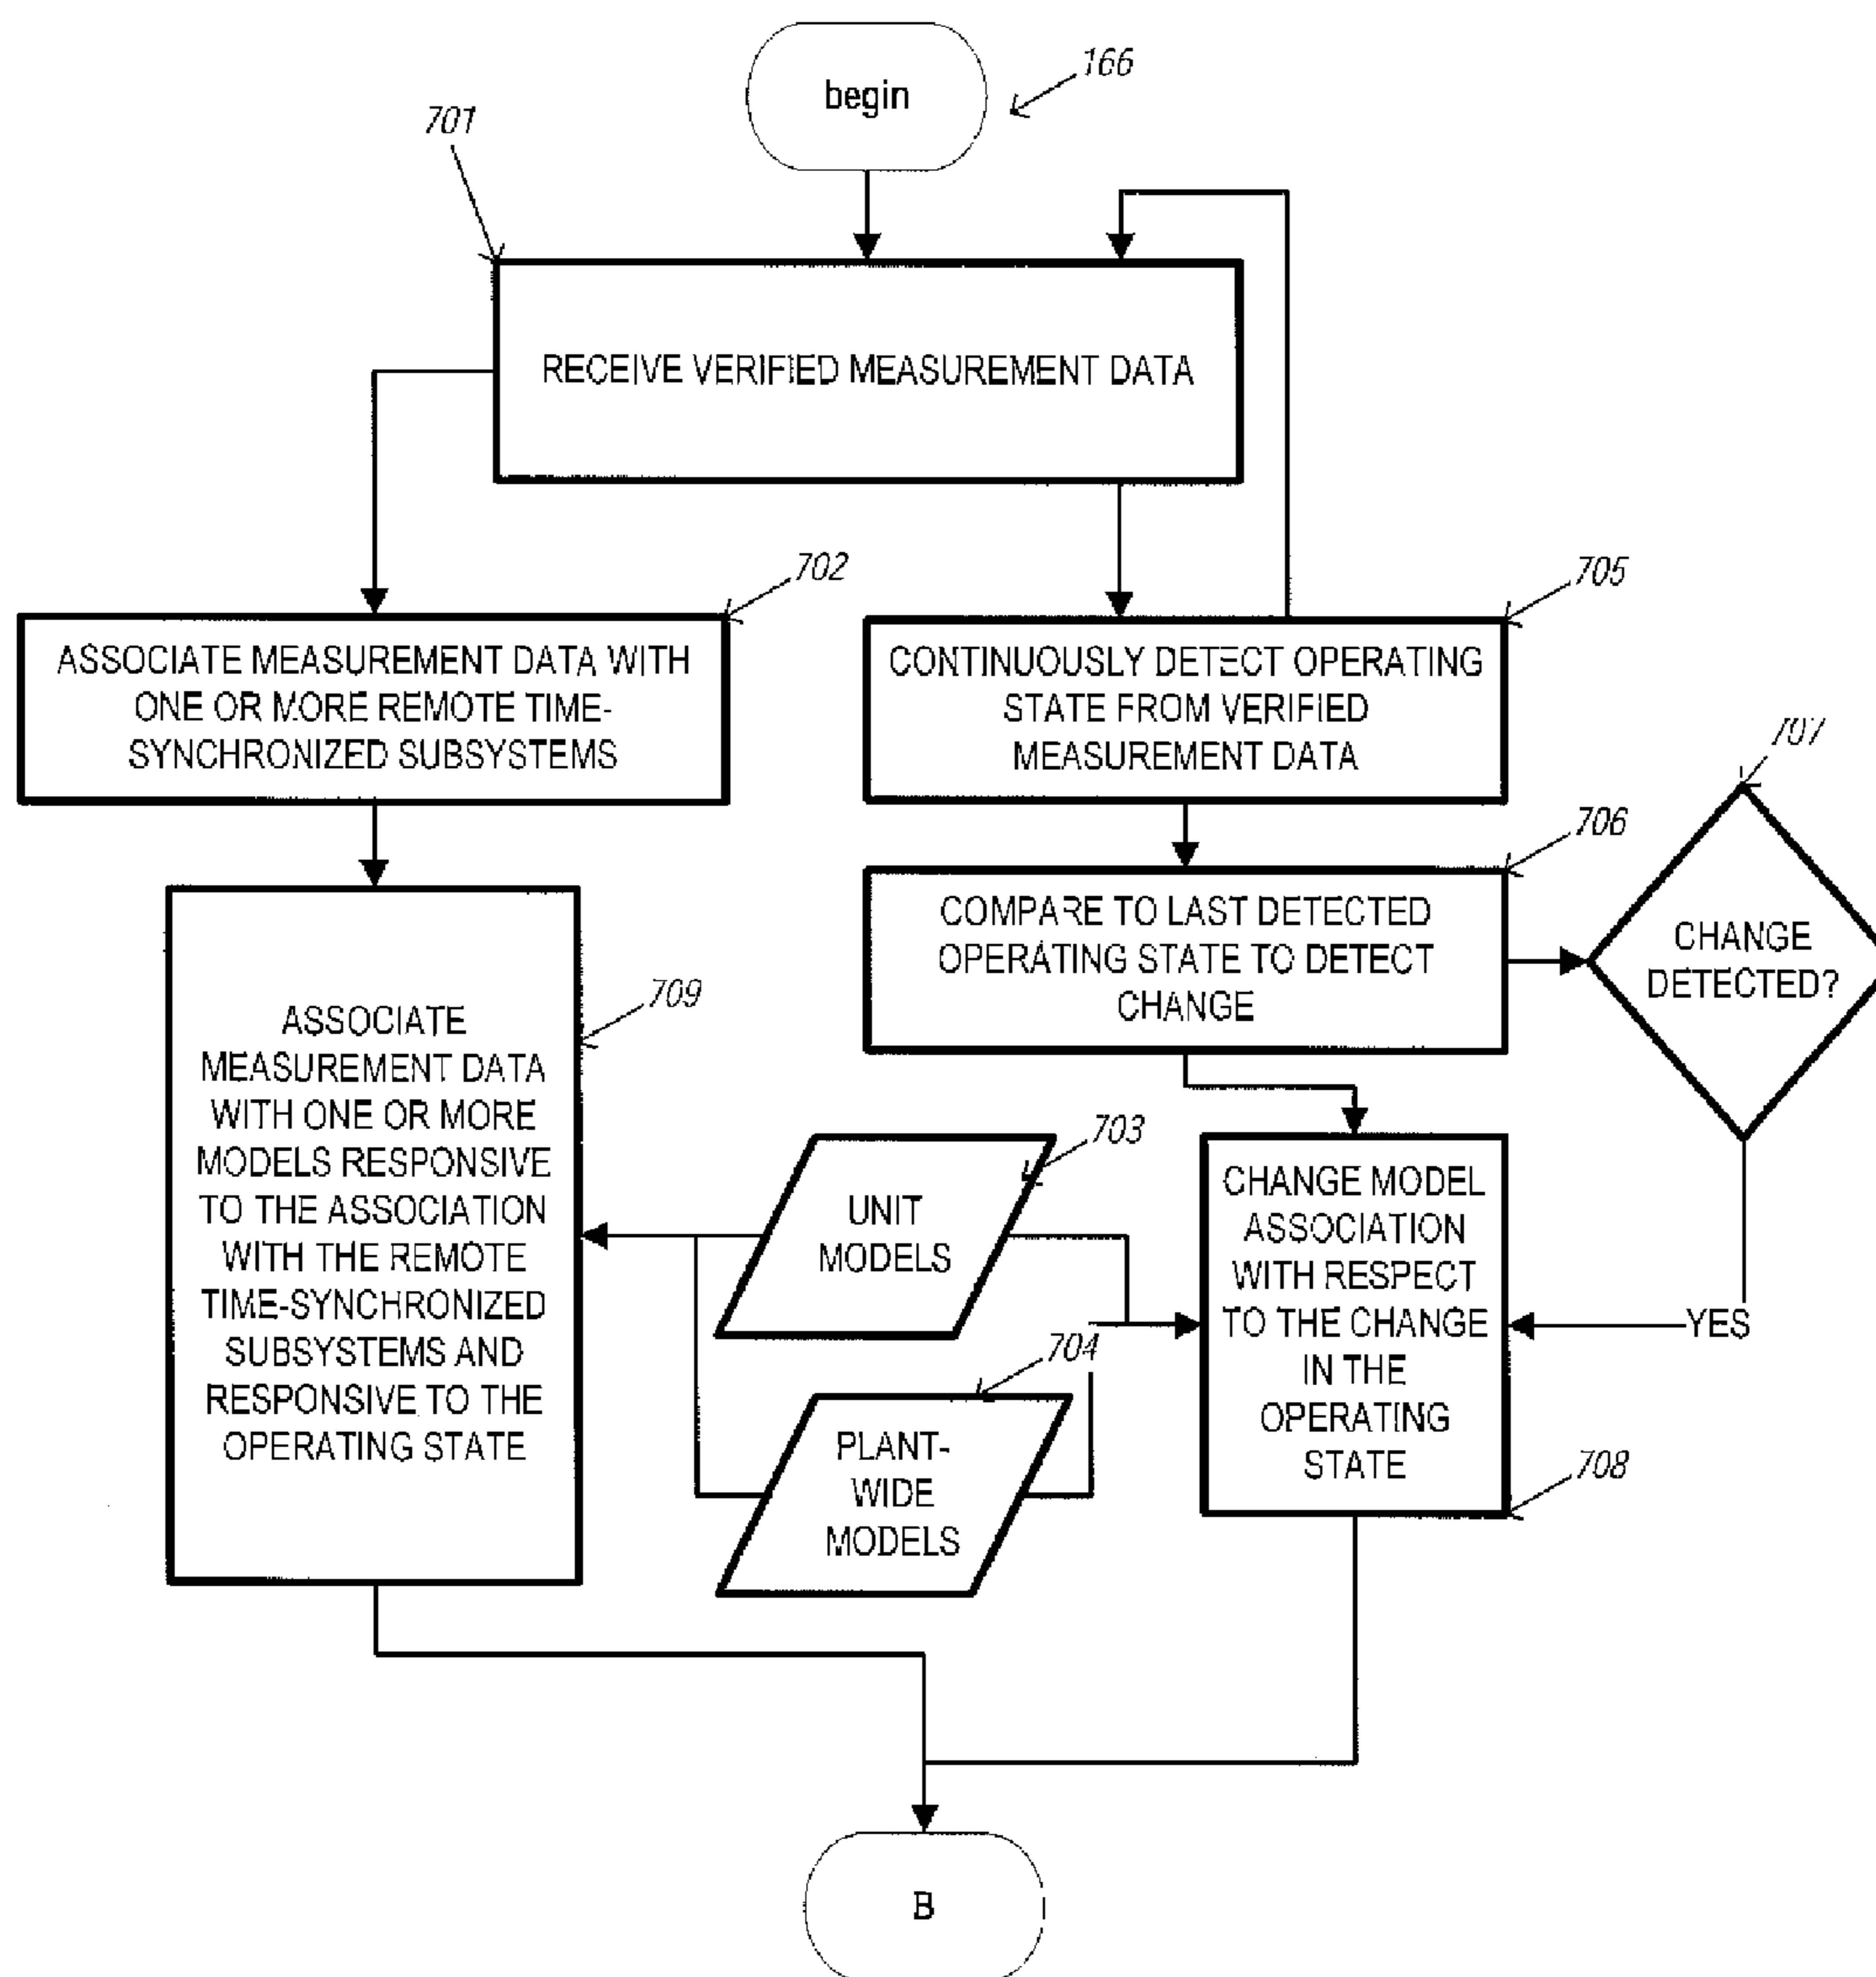 begin
166
701
RECEIVE VERIFIED MEASUREMENT DATA
702
ASSOCIATE MEASUREMENT DATA WITH
ONE OR MORE REMOTE TIME-
SYNCHRONIZED SUBSYSTEMS
705
CONTINUOUSLY DETECT OPERATING
STATE FROM VERIFIED
MEASUREMENT DATA
706
COMPARE TO LAST DETECTED
OPERATING STATE TO DETECT
CHANGE
707
CHANGE
DETECTED?
709
ASSOCIATE
MEASUREMENT DATA
WITH ONE OR MORE
MODELS RESPONSIVE
TO THE ASSOCIATION
WITH THE REMOTE
TIME-SYNCHRONIZED
SUBSYSTEMS AND
RESPONSIVE TO THE
OPERATING STATE
703
UNIT
MODELS
704
PLANT-
WIDE
MODELS
CHANGE MODEL
ASSOCIATION
WITH RESPECT
TO THE CHANGE
IN THE
OPERATING
STATE
YES
708
B